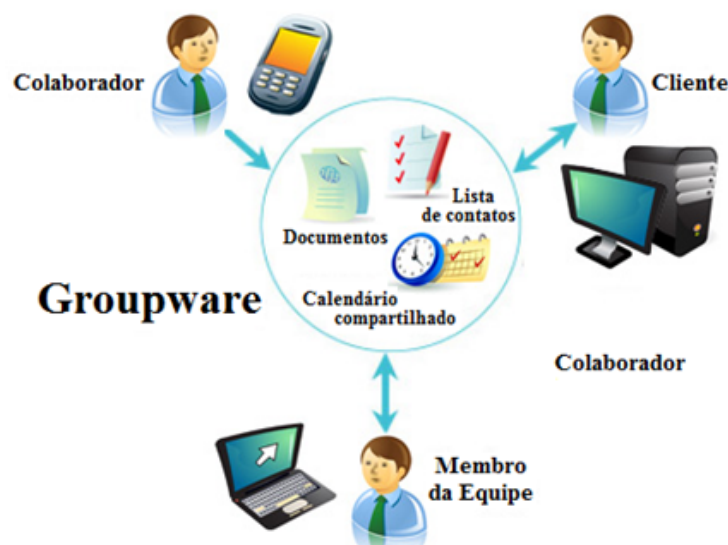 Colaborador
Cliente
Lista
de contatos
Documentos
Groupware
Calendário
compartilhado
Colaborador
Membro
da Equipe